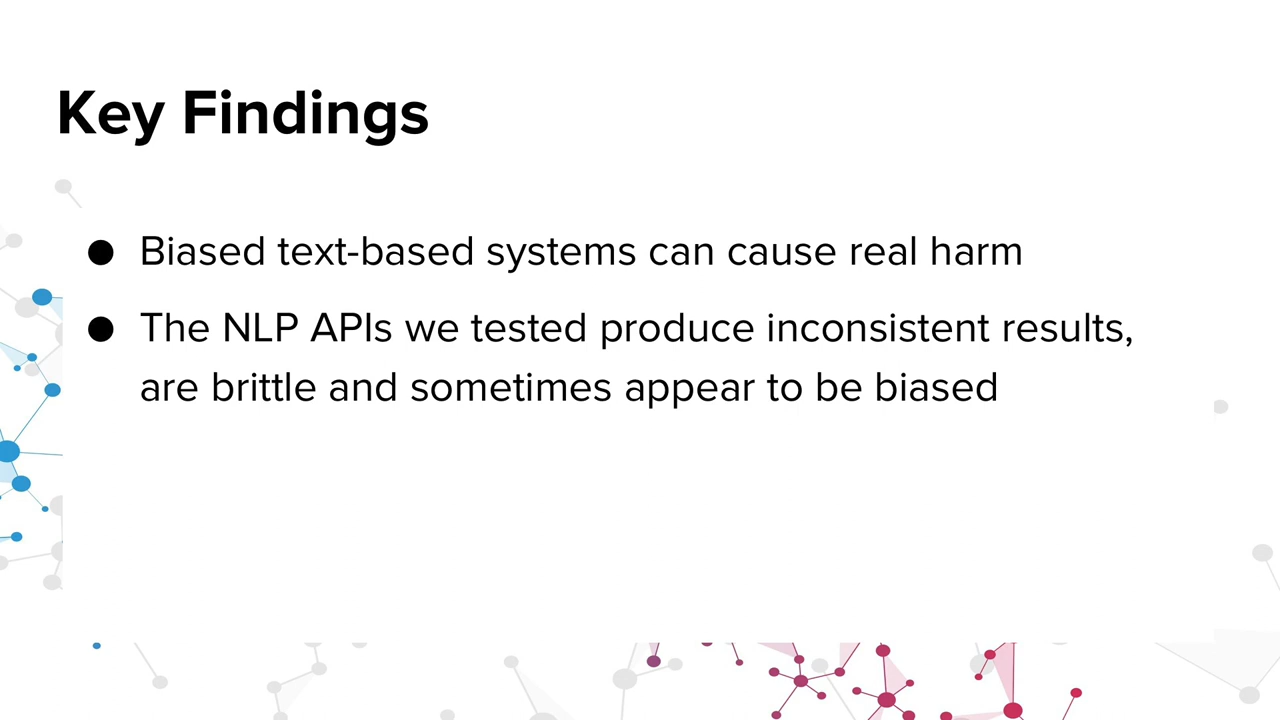 Key Findings
● Biased text-based systems can cause real harm
● The NLP APIs we tested produce inconsistent results,
are brittle and sometimes appear to be biased